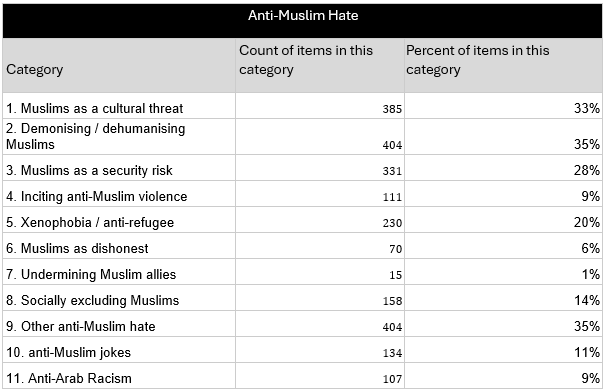 Anti-Muslim Hate
Category Count of items in this category Percent of items in this category
1. Muslims as a cultural threat 385 33%
2. Demonising / dehumanising
Muslims 404 35%
3. Muslims as a security risk 331 28%
4. Inciting anti-Muslim violence 111 9%
5. Xenophobia / anti-refugee 230 20%
6. Muslims as dishonest 70 6%
7. Undermining Muslim allies 15 1%
8. Socially excluding Muslims 158 14%
9. Other anti-Muslim hate 404 35%
10. anti-Muslim jokes 134 11%
11. Anti-Arab Racism 107 9%